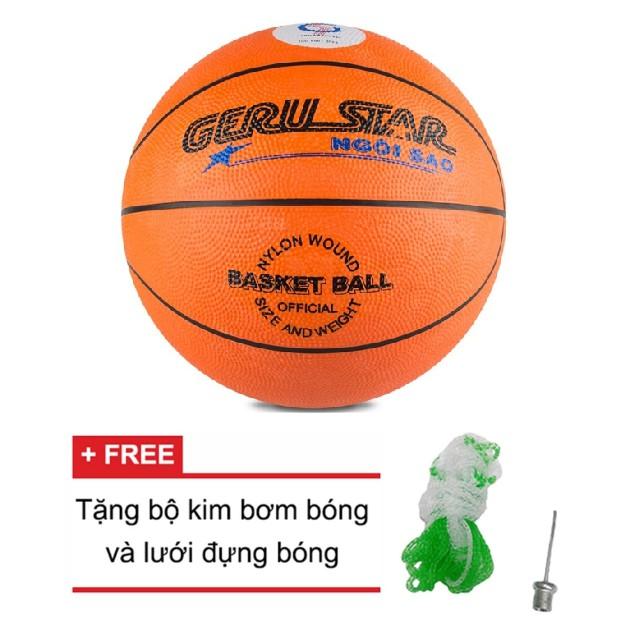 GERU STAR
NGÔI SAO
NYLON WOUND
BASKET BALL
OFFICIAL
SIZE AND WEIGHT
+ FREE
Tặng bộ kim bơm bóng
và lưới đựng bóng